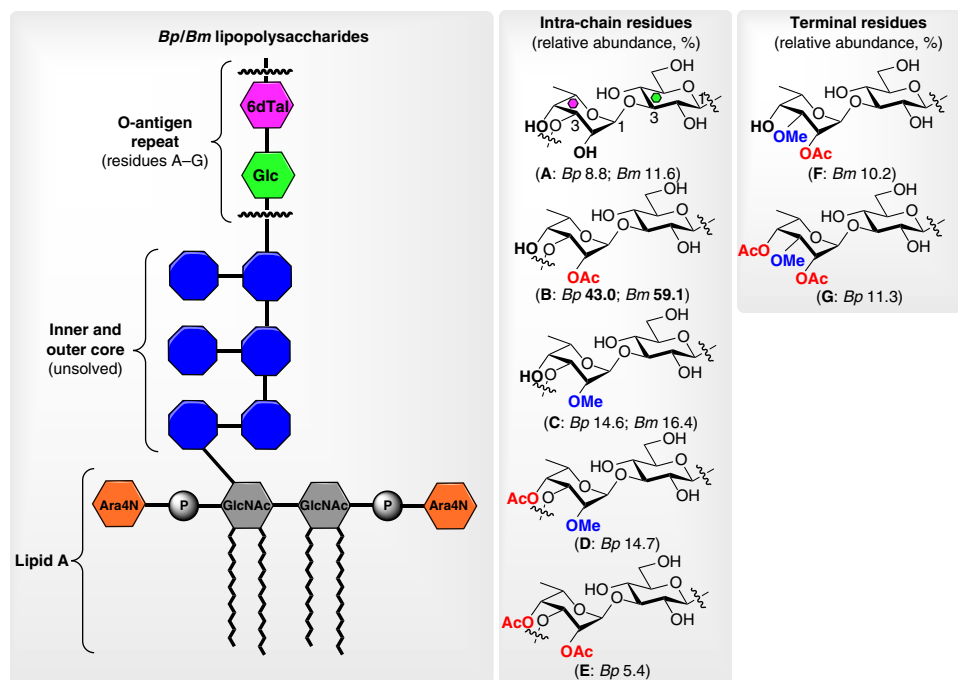 Bp/Bm lipopolysaccharides
6dTal
O-antigen
repeat
(residues A–G)
Glc
Inner and
outer core
(unsolved)
Ara4N
P
GlcNAc
GlcNAc
P
Ara4N
Lipid A
Intra-chain residues
(relative abundance, %)
OH
HO
O
O
O
1
HO
O
3
1
O
3
OH
OH
(A: Bp 8.8; Bm 11.6)
OH
HO
O
O
O
HO
O
O
OH
OAc
(B: Bp 43.0; Bm 59.1)
OH
HO
O
O
O
HO
O
O
OH
OMe
(C: Bp 14.6; Bm 16.4)
OH
HO
O
O
O
AcO
O
O
OH
OMe
(D: Bp 14.7)
OH
HO
O
O
O
AcO
O
O
OH
OAc
(E: Bp 5.4)
Terminal residues
(relative abundance, %)
OH
HO
O
O
O
HO
OMe
O
OH
OAc
(F: Bm 10.2)
OH
HO
O
O
O
AcO
OMe
O
OH
OAc
(G: Bp 11.3)